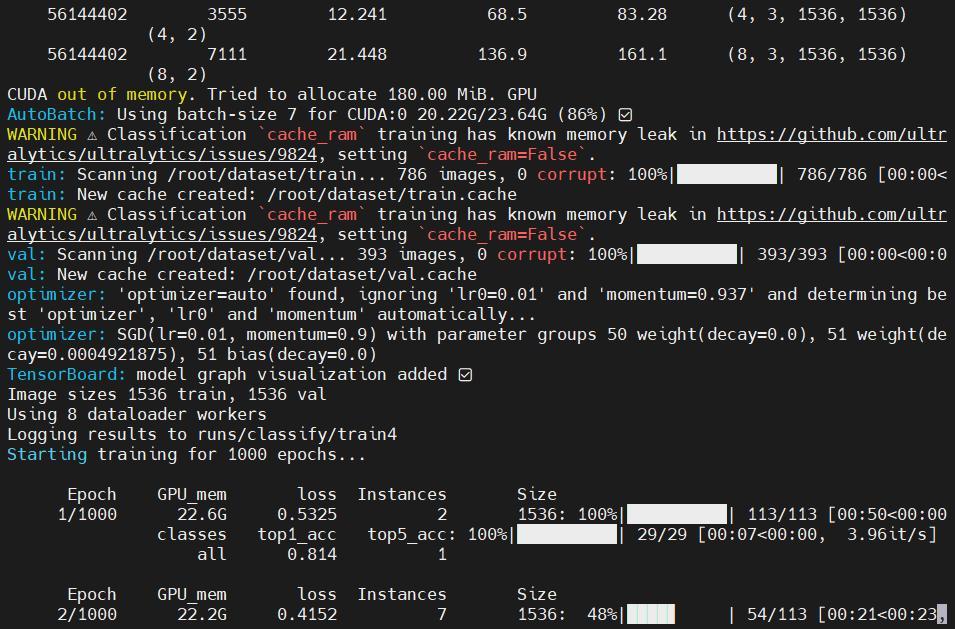 56144402 3555 12.241 68.5 83.28 (4, 3, 1536, 1536)
(4, 2)
56144402 7111 21.448 136.9 161.1 (8, 3, 1536, 1536)
(8, 2)
CUDA out of memory. Tried to allocate 180.00 MiB. GPU
AutoBatch: Using batch-size 7 for CUDA:0 20.22G/23.64G (86%) ☑
WARNING ⚠ Classification `cache_ram` training has known memory leak in https://github.com/ultr
alytics/ultralytics/issues/9824, setting `cache_ram=False`.
train: Scanning /root/dataset/train... 786 images, 0 corrupt: 100%|██████████| 786/786 [00:00<
train: New cache created: /root/dataset/train.cache
WARNING ⚠ Classification `cache_ram` training has known memory leak in https://github.com/ultr
alytics/ultralytics/issues/9824, setting `cache_ram=False`.
val: Scanning /root/dataset/val... 393 images, 0 corrupt: 100%|██████████| 393/393 [00:00<00:0
val: New cache created: /root/dataset/val.cache
optimizer: 'optimizer=auto' found, ignoring 'lr0=0.01' and 'momentum=0.937' and determining be
st 'optimizer', 'lr0' and 'momentum' automatically...
optimizer: SGD(lr=0.01, momentum=0.9) with parameter groups 50 weight(decay=0.0), 51 weight(de
cay=0.0004921875), 51 bias(decay=0.0)
TensorBoard: model graph visualization added ☑
Image sizes 1536 train, 1536 val
Using 8 dataloader workers
Logging results to runs/classify/train4
Starting training for 1000 epochs...
Epoch GPU_mem loss Instances Size
1/1000 22.6G 0.5325 2 1536: 100%|██████████| 113/113 [00:50<00:00
classes top1_acc top5_acc: 100%|██████████| 29/29 [00:07<00:00, 3.96it/s]
all 0.814 1
Epoch GPU_mem loss Instances Size
2/1000 22.2G 0.4152 7 1536: 48%|█████ | 54/113 [00:21<00:23,